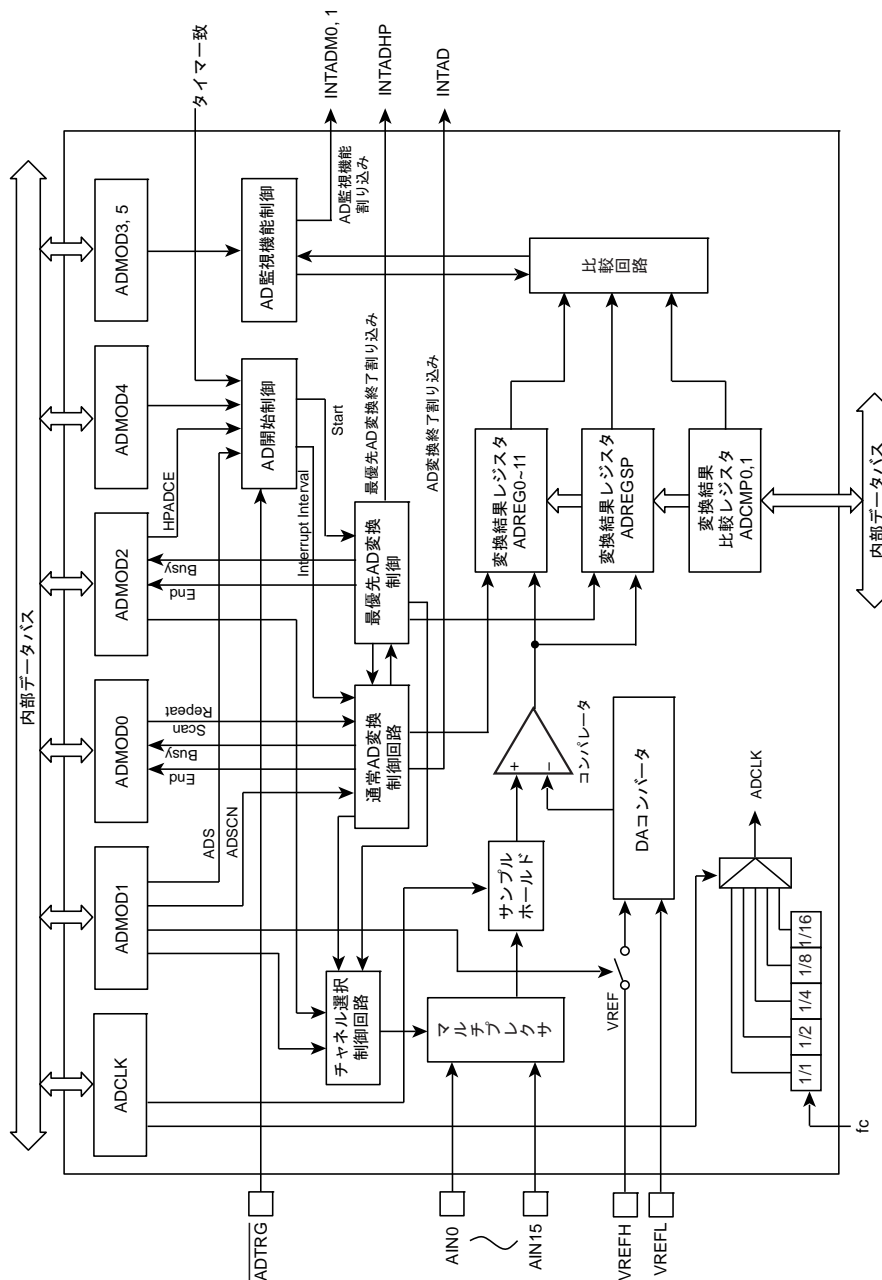 内部データバス
ADCLK
ADMOD1
ADMOD0
ADMOD2
ADMOD4
ADMOD3, 5
ADS
ADSCN
End
Busy
Scan
Repeat
End
Busy
HPADCE
タイマー一致
ADTRG
AD開始制御
AD監視機能制御
INTADM0, 1
AD監視機能
割り込み
Interrupt Interval
Start
チャネル選択
制御回路
通常AD変換
制御回路
最優先AD変換
制御
最優先AD変換終了割り込み
INTADHP
AD変換終了割り込み
INTAD
AIN0
AIN15
マルチプレクサ
サンプル
ホールド
+
−
コンパレータ
変換結果レジスタ
ADREG0~11
変換結果レジスタ
ADREGSP
変換結果
比較レジスタ
ADCMP0,1
比較回路
VREFH
VREFL
VREF
DAコンバータ
内部データバス
fc
1/1
1/2
1/4
1/8
1/16
ADCLK